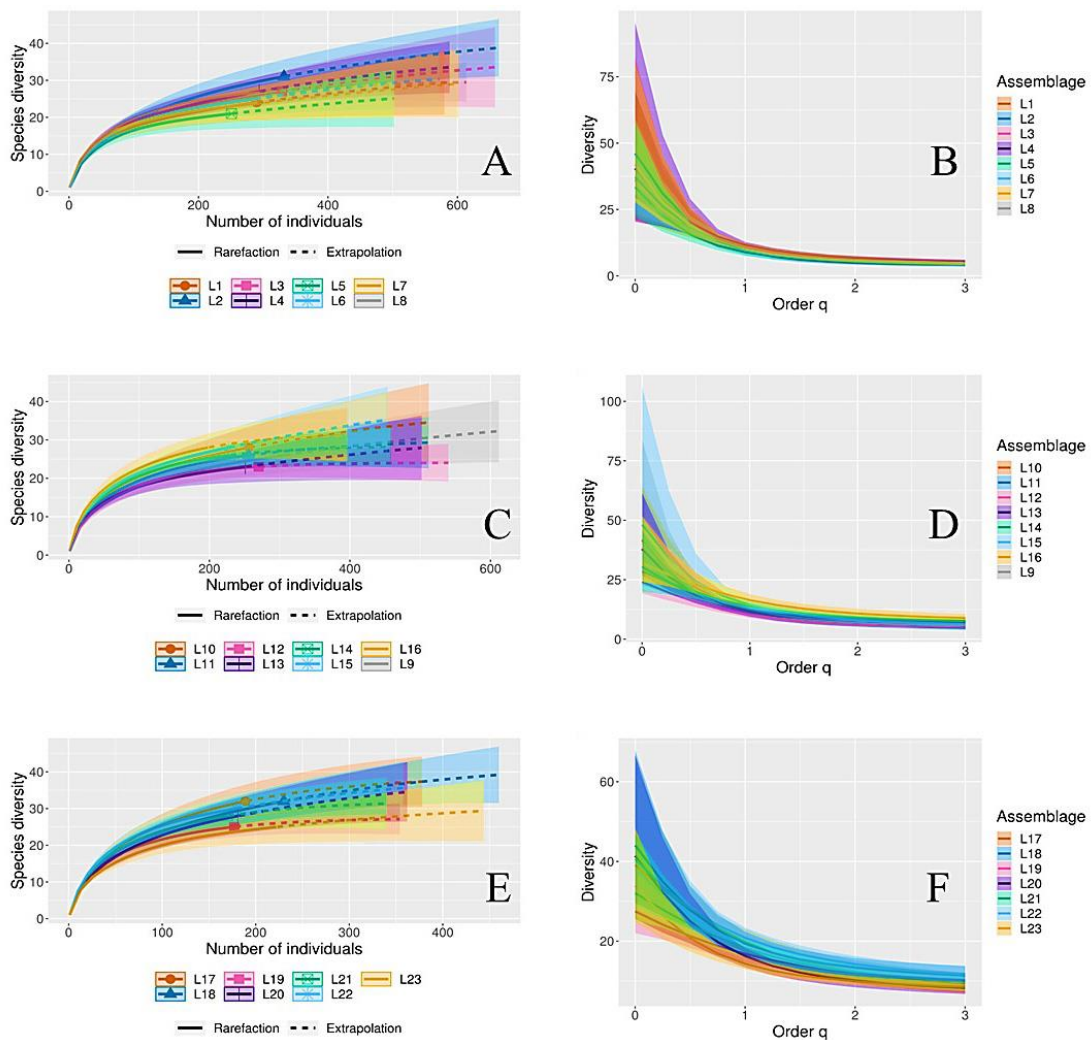 Species diversity
40
30
20
10
0
0
200
400
600
Number of individuals
A
Rarefaction Extrapolation
L1 L3 L5 L7
L2 L4 L6 L8
Diversity
75
50
25
0
0
1
2
3
Order q
B
Assemblage
L1
L2
L3
L4
L5
L6
L7
L8
Species diversity
40
30
20
10
0
0
200
400
600
Number of individuals
C
Rarefaction Extrapolation
L10 L12 L14 L16
L11 L13 L15 L9
Diversity
100
75
50
25
0
0
1
2
3
Order q
D
Assemblage
L10
L11
L12
L13
L14
L15
L16
L9
Species diversity
40
30
20
10
0
0
100
200
300
400
Number of individuals
E
L17 L19 L21 L23
L18 L20 L22
Rarefaction Extrapolation
Diversity
60
40
20
0
1
2
3
Order q
F
Assemblage
L17
L18
L19
L20
L21
L22
L23